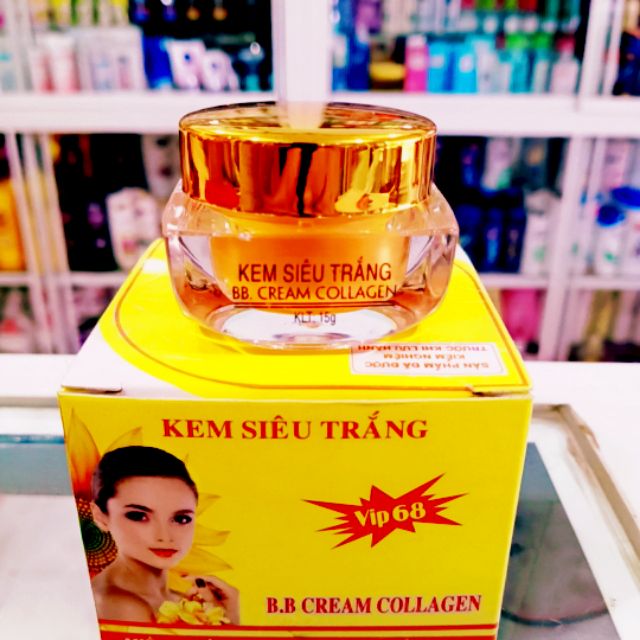 KEM SIÊU TRẮNG
BB. CREAM COLLAGEN
KLT. 15g
SẢN PHẨM ĐÃ ĐƯỢC
KIỂM NGHIỆM
TRƯỚC KHI LƯU HÀNH
KEM SIÊU TRẮNG
Vip 68
B.B CREAM COLLAGEN